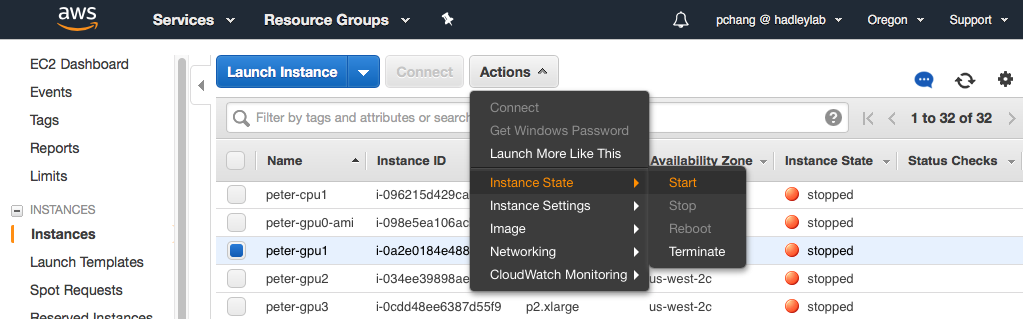 aws Services Resource Groups pchang @ hadleylab Oregon Support
EC2 Dashboard
Events
Tags
Reports
Limits
INSTANCES
Instances
Launch Templates
Spot Requests
Reserved Instances
Launch Instance Connect Actions
Filter by tags and attributes or searc ? 1 to 32 of 32
Connect
Get Windows Password
Launch More Like This
Instance State
Instance Settings
Image
Networking
CloudWatch Monitoring
Start
Stop
Reboot
Terminate
Name Instance ID Availability Zone Instance State Status Checks
peter-cpu1 i-096215d429ca stopped
peter-gpu0-ami i-098e5ea106ac stopped
peter-gpu1 i-0a2e0184e488 stopped
peter-gpu2 i-034ee39898ae us-west-2c stopped
peter-gpu3 i-0cdd48ee6387d55f9 p2.xlarge us-west-2c stopped